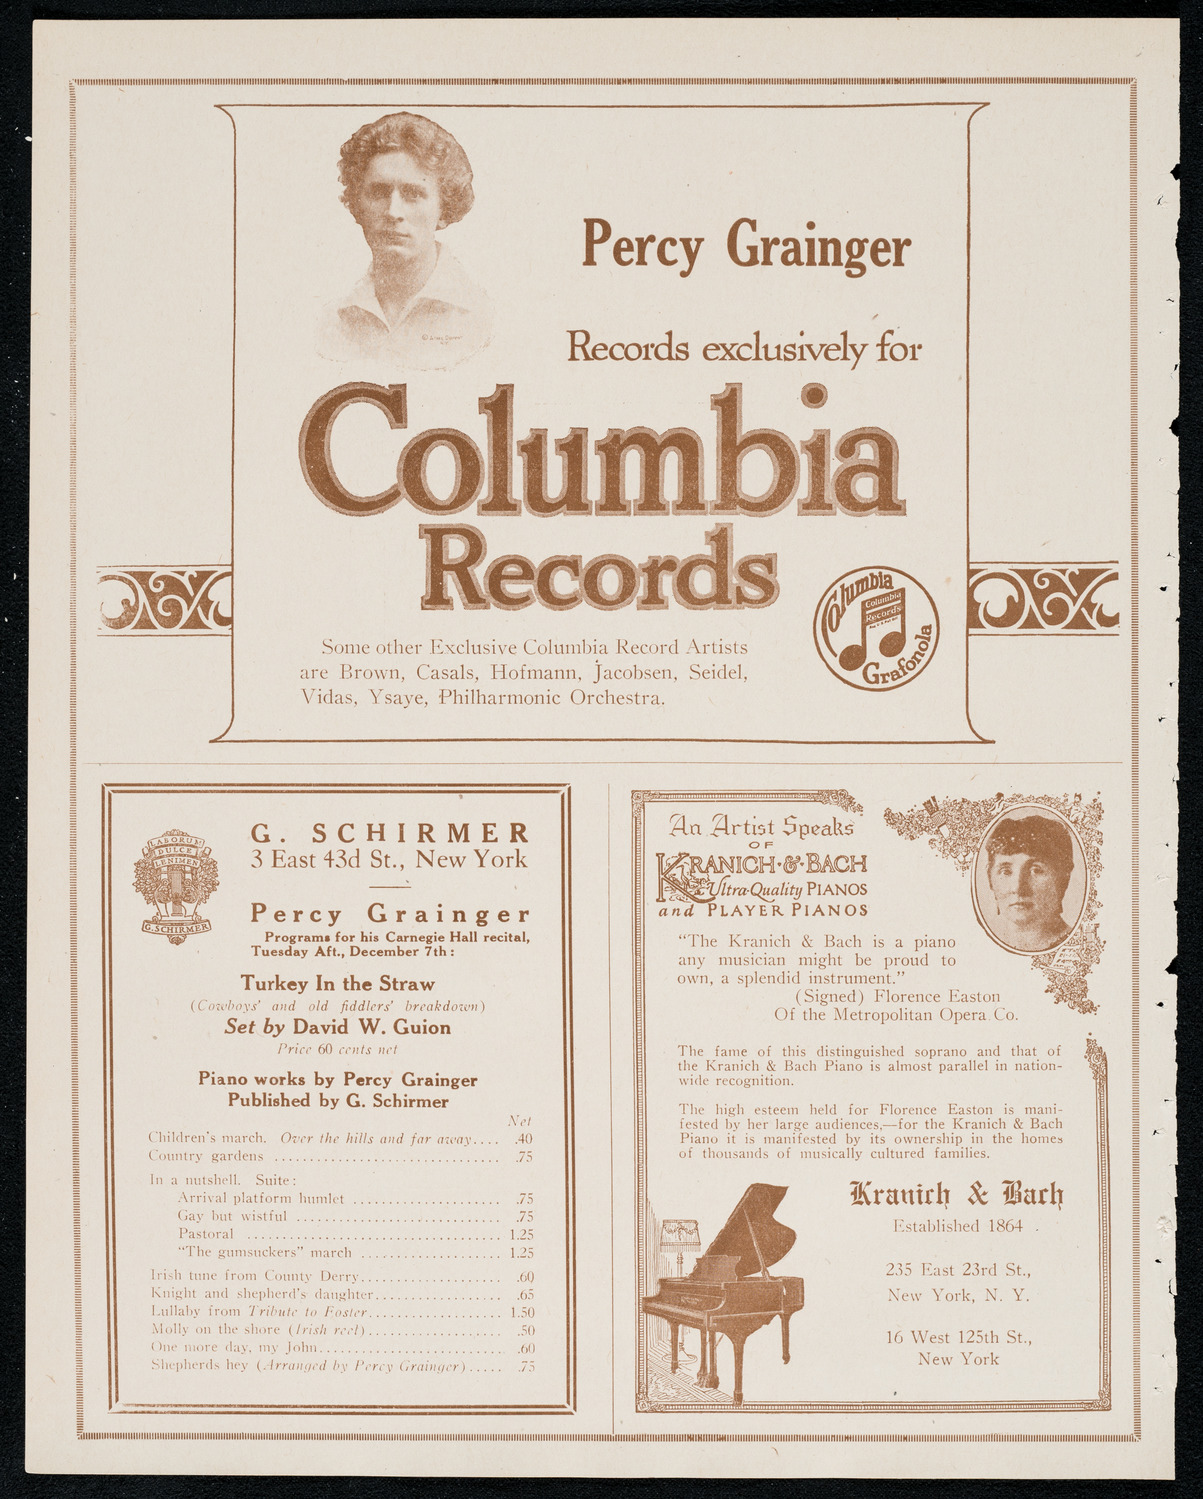 Percy Grainger
Records exclusively for
Columbia
Records
Some other Exclusive Columbia Record Artists
are Brown, Casals, Hofmann, Jacobsen, Seidel,
Vidas, Ysaye, Philharmonic Orchestra.
Columbia
Columbia
Records
Grafonola
LABORUM
DULCE
LENIMEN
G. SCHIRMER
G. SCHIRMER
3 East 43d St., New York
Percy Grainger
Programs for his Carnegie Hall recital,
Tuesday Aft., December 7th:
Turkey In the Straw
(Cowboys' and old fiddlers' breakdown)
Set by David W. Guion
Price 60 cents net
Piano works by Percy Grainger
Published by G. Schirmer
Net
Children's march. Over the hills and far away.... .40
Country gardens ................................ .75
In a nutshell. Suite:
Arrival platform humlet ..................... .75
Gay but wistful ............................. .75
Pastoral .................................... 1.25
"The gumsuckers" march .................... 1.25
Irish tune from County Derry.................... .60
Knight and shepherd's daughter.................. .65
Lullaby from Tribute to Foster................... 1.50
Molly on the shore (Irish reel)................... .50
One more day, my John.......................... .60
Shepherds hey (Arranged by Percy Grainger)..... .75
An Artist Speaks
OF
KRANICH·&·BACH
Ultra-Quality PIANOS
and PLAYER PIANOS
"The Kranich & Bach is a piano
any musician might be proud to
own, a splendid instrument."
(Signed) Florence Easton
Of the Metropolitan Opera Co.
The fame of this distinguished soprano and that of
the Kranich & Bach Piano is almost parallel in nation-
wide recognition.
The high esteem held for Florence Easton is mani-
fested by her large audiences,—for the Kranich & Bach
Piano it is manifested by its ownership in the homes
of thousands of musically cultured families.
Kranich & Bach
Established 1864
235 East 23rd St.,
New York, N. Y.
16 West 125th St.,
New York